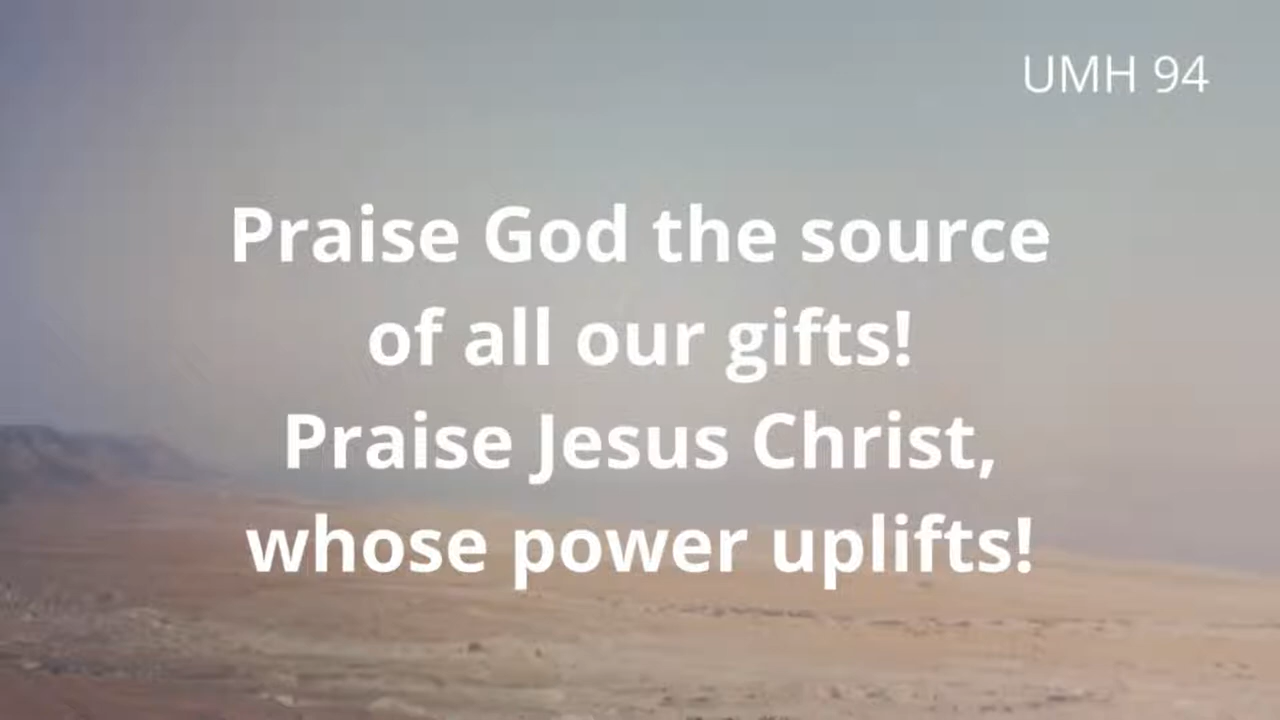 UMH 94
Praise God the source
of all our gifts!
Praise Jesus Christ,
whose power uplifts!